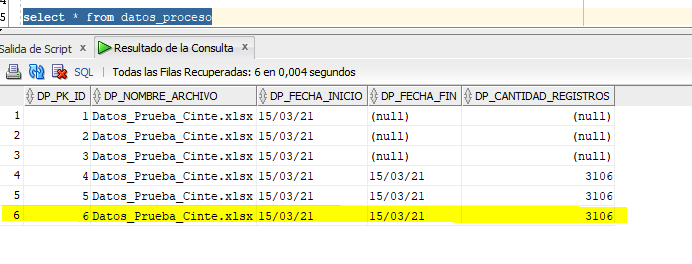 5 select * from datos_proceso
Salida de Script x Resultado de la Consulta x
SQL | Todas las Filas Recuperadas: 6 en 0,004 segundos
DP_PK_ID DP_NOMBRE_ARCHIVO DP_FECHA_INICIO DP_FECHA_FIN DP_CANTIDAD_REGISTROS
1 1 Datos_Prueba_Cinte.xlsx 15/03/21 (null) (null)
2 2 Datos_Prueba_Cinte.xlsx 15/03/21 (null) (null)
3 3 Datos_Prueba_Cinte.xlsx 15/03/21 (null) (null)
4 4 Datos_Prueba_Cinte.xlsx 15/03/21 15/03/21 3106
5 5 Datos_Prueba_Cinte.xlsx 15/03/21 15/03/21 3106
6 6 Datos_Prueba_Cinte.xlsx 15/03/21 15/03/21 3106